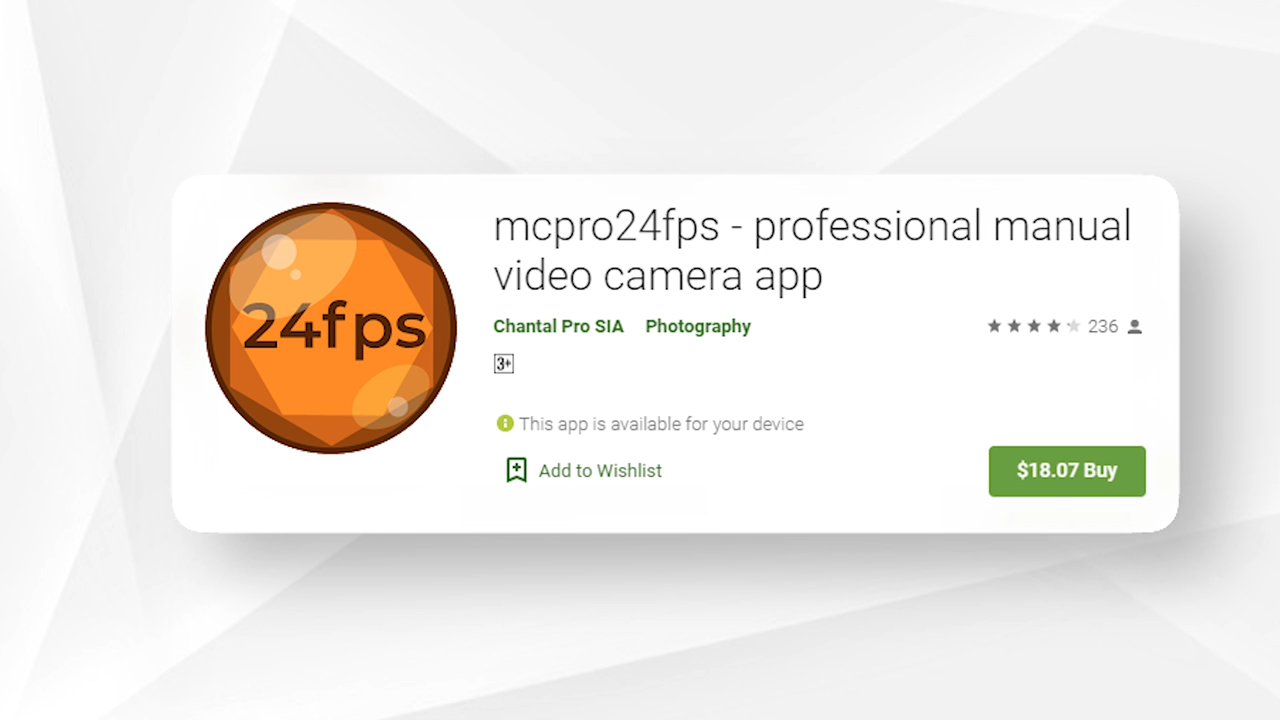 24fps
mcpro24fps - professional manual
video camera app
Chantal Pro SIA Photography 236
3+
This app is available for your device
Add to Wishlist $18.07 Buy